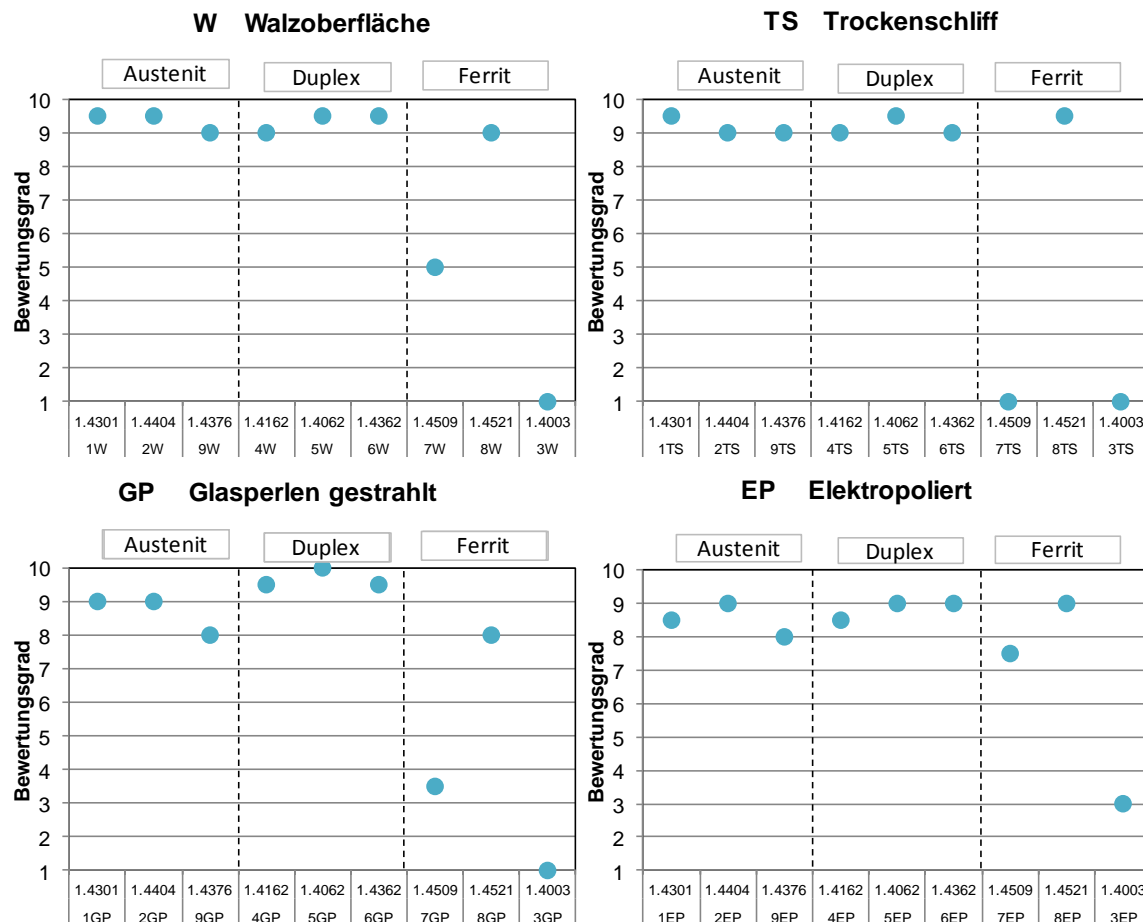 W Walzoberfläche
Austenit Duplex Ferrit
10
9
8
7
6
5
4
3
2
1
Bewertungsgrad
1.4301 1.4404 1.4376 1.4162 1.4062 1.4362 1.4509 1.4521 1.4003
1W 2W 9W 4W 5W 6W 7W 8W 3W
TS Trockenschliff
Austenit Duplex Ferrit
10
9
8
7
6
5
4
3
2
1
Bewertungsgrad
1.4301 1.4404 1.4376 1.4162 1.4062 1.4362 1.4509 1.4521 1.4003
1TS 2TS 9TS 4TS 5TS 6TS 7TS 8TS 3TS
GP Glasperlen gestrahlt
Austenit Duplex Ferrit
10
9
8
7
6
5
4
3
2
1
Bewertungsgrad
1.4301 1.4404 1.4376 1.4162 1.4062 1.4362 1.4509 1.4521 1.4003
1GP 2GP 9GP 4GP 5GP 6GP 7GP 8GP 3GP
EP Elektropoliert
Austenit Duplex Ferrit
10
9
8
7
6
5
4
3
2
1
Bewertungsgrad
1.4301 1.4404 1.4376 1.4162 1.4062 1.4362 1.4509 1.4521 1.4003
1EP 2EP 9EP 4EP 5EP 6EP 7EP 8EP 3EP